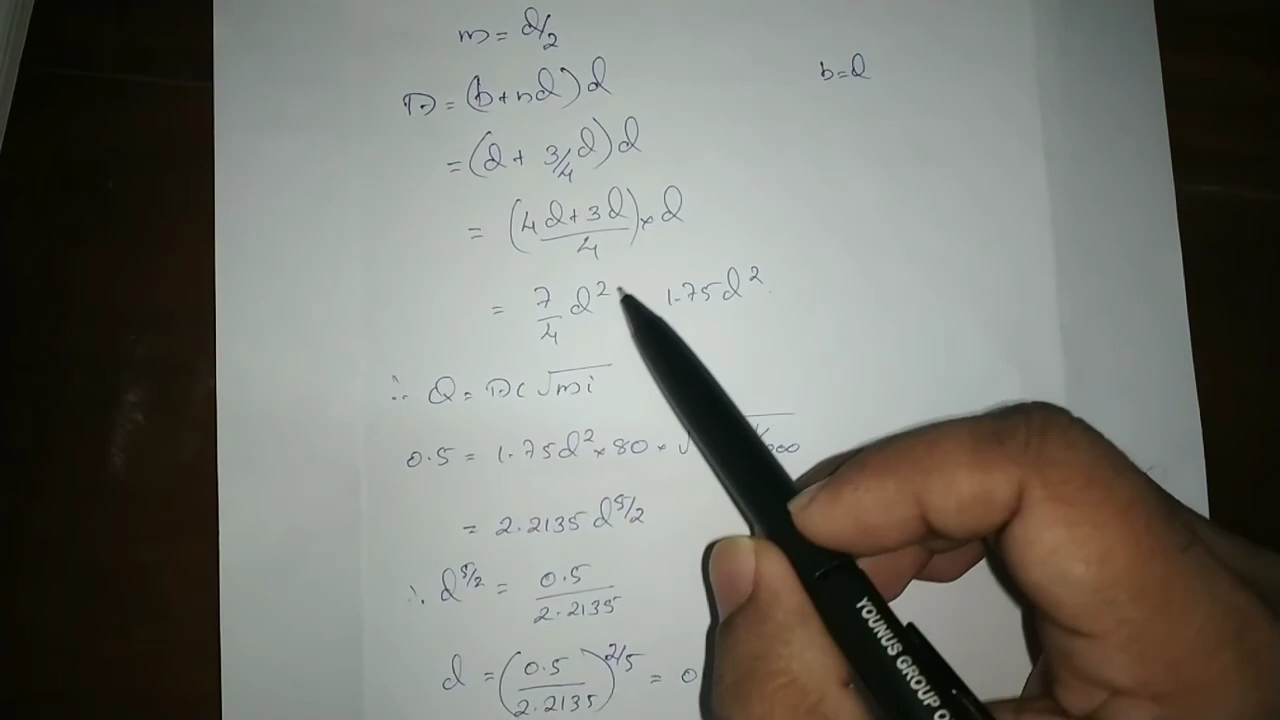 m = d/2
A = (b+nd)d
b=d
= (d + 3/4 d) d
= (4d+3d/4) × d
= 7/4 d² 1.75d²
∴ Q = AC √mi
0.5 = 1.75d² × 80 × √
= 2.2135 d^5/2
∴ d^5/2 = 0.5/2.2135
d = (0.5/2.2135)^2/5 = 0
YOUNUS GROUP O